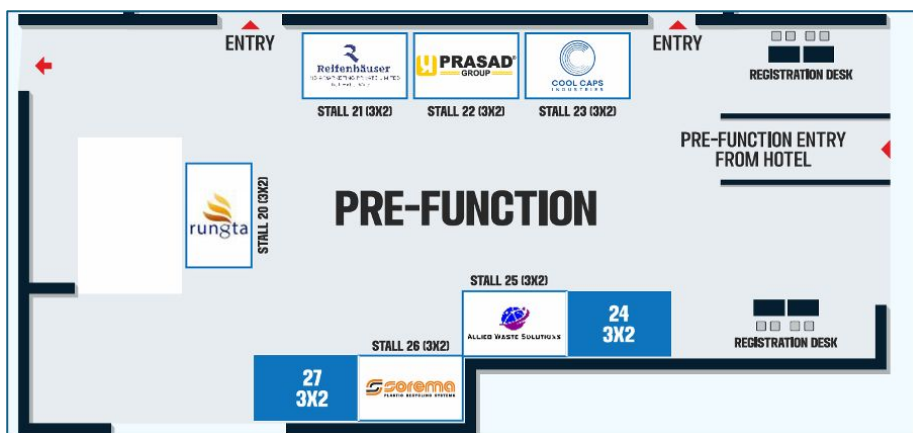 ENTRY
ENTRY
Reifenhäuser
PRASAD
GROUP
COOL CAPS
INDUSTRIES
REGISTRATION DESK
STALL 21 (3X2)
STALL 22 (3X2)
STALL 23 (3X2)
PRE-FUNCTION ENTRY
FROM HOTEL
rungta
STALL 20 (3X2)
PRE-FUNCTION
STALL 25 (3X2)
ALLIED WASTE SOLUTIONS
24
3X2
REGISTRATION DESK
STALL 26 (3X2)
27
3X2
sorema
PLASTIC RECYCLING SYSTEMS